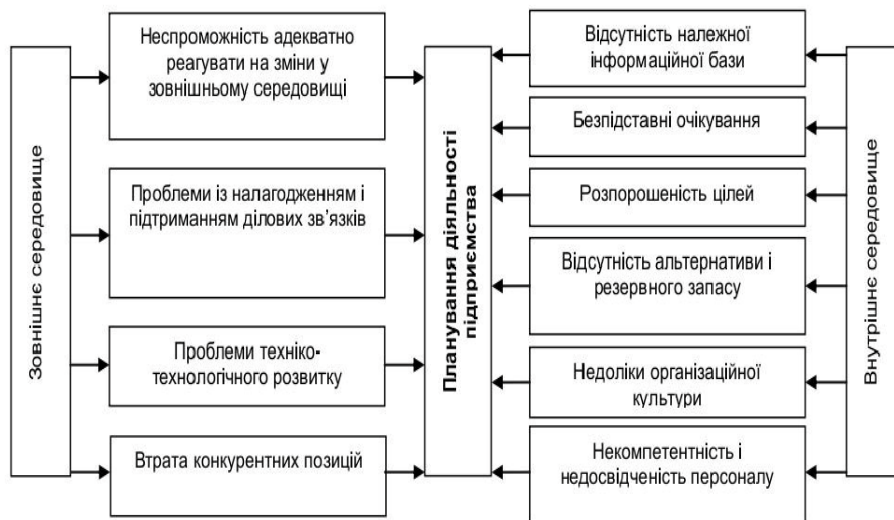 Зовнішнє середовище
Неспроможність адекватно
реагувати на зміни у
зовнішньому середовищі
Проблеми із налагодженням і
підтриманням ділових зв’язків
Проблеми техніко-
технологічного розвитку
Втрата конкурентних позицій
Планування діяльності
підприємства
Відсутність належної
інформаційної бази
Безпідставні очікування
Розпорошеність цілей
Відсутність альтернативи і
резервного запасу
Недоліки організаційної
культури
Некомпетентність і
недосвідченість персоналу
Внутрішнє середовище